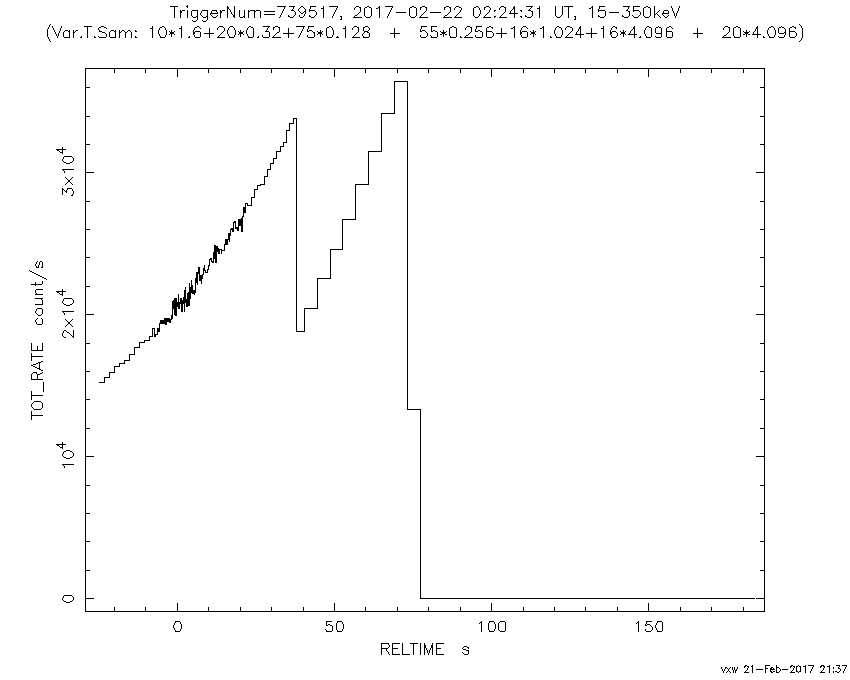 TriggerNum=739517, 2017-02-22 02:24:31 UT, 15-350keV
(Var.T.Sam: 10*1.6+20*0.32+75*0.128 + 55*0.256+16*1.024+16*4.096 + 20*4.096)
TOT_RATE count/s
3×10⁴
2×10⁴
10⁴
0
0 50 100 150
RELTIME s
vxw 21-Feb-2017 21:37